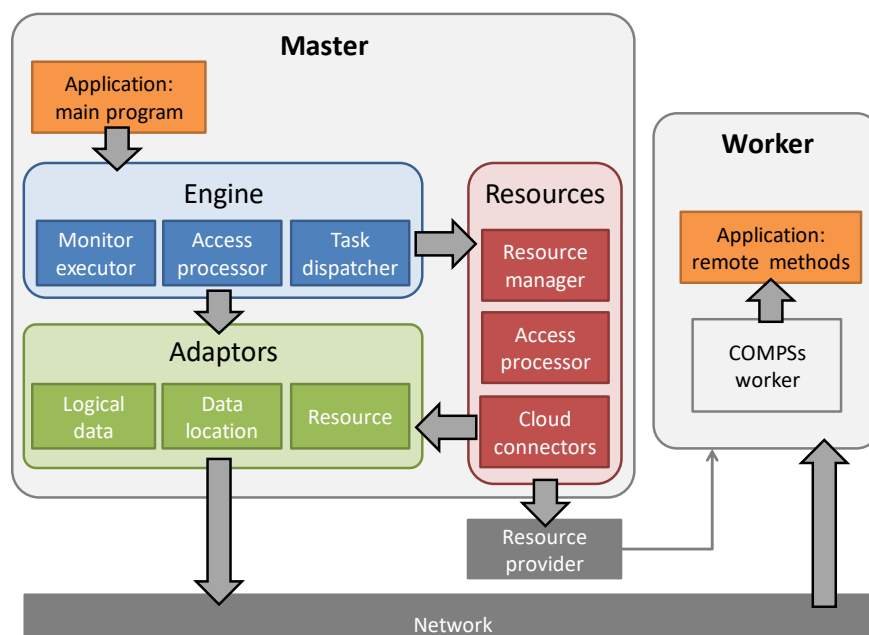 Master
Application:
main program
Engine
Monitor
executor
Access
processor
Task
dispatcher
Resources
Resource
manager
Access
processor
Cloud
connectors
Adaptors
Logical
data
Data
location
Resource
Worker
Application:
remote methods
COMPSs
worker
Resource
provider
Network